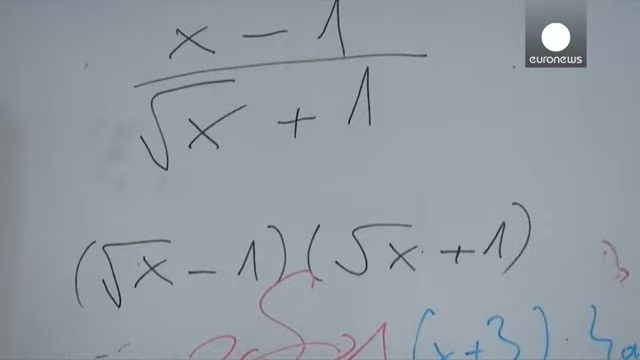 euronews
x - 1
√x + 1
(√x - 1)(√x + 1)
(x+3)